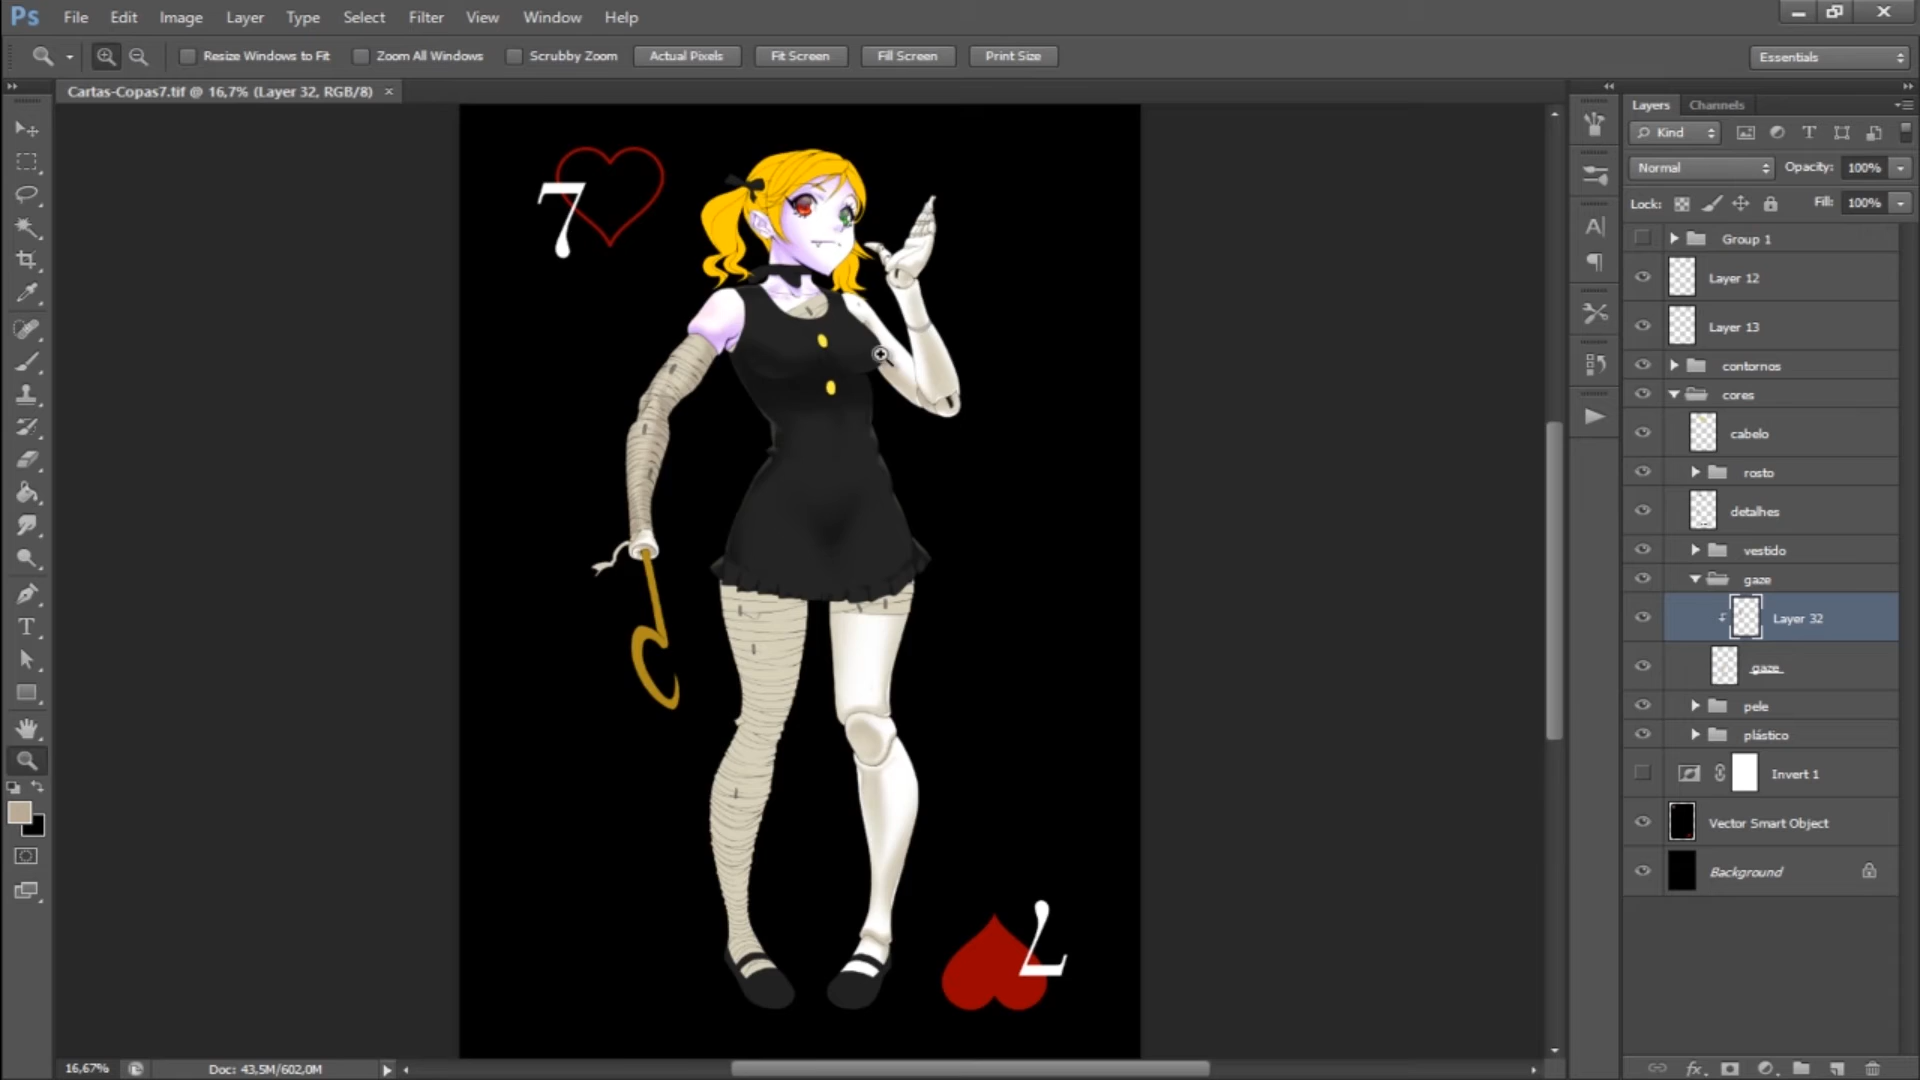 Ps File Edit Image Layer Type Select Filter View Window Help
Resize Windows to Fit Zoom All Windows Scrubby Zoom Actual Pixels Fit Screen Fill Screen Print Size Essentials
Cartas-Copas7.tif @ 16,7% (Layer 32, RGB/8) ×
Layers Channels
Kind
Normal Opacity: 100%
Lock: Fill: 100%
Group 1
Layer 12
Layer 13
contornos
cores
cabelo
rosto
detalhes
vestido
gaze
Layer 32
gaze
pele
plástico
Invert 1
Vector Smart Object
Background
7
7
16,67% Doc: 43,5M/602,0M